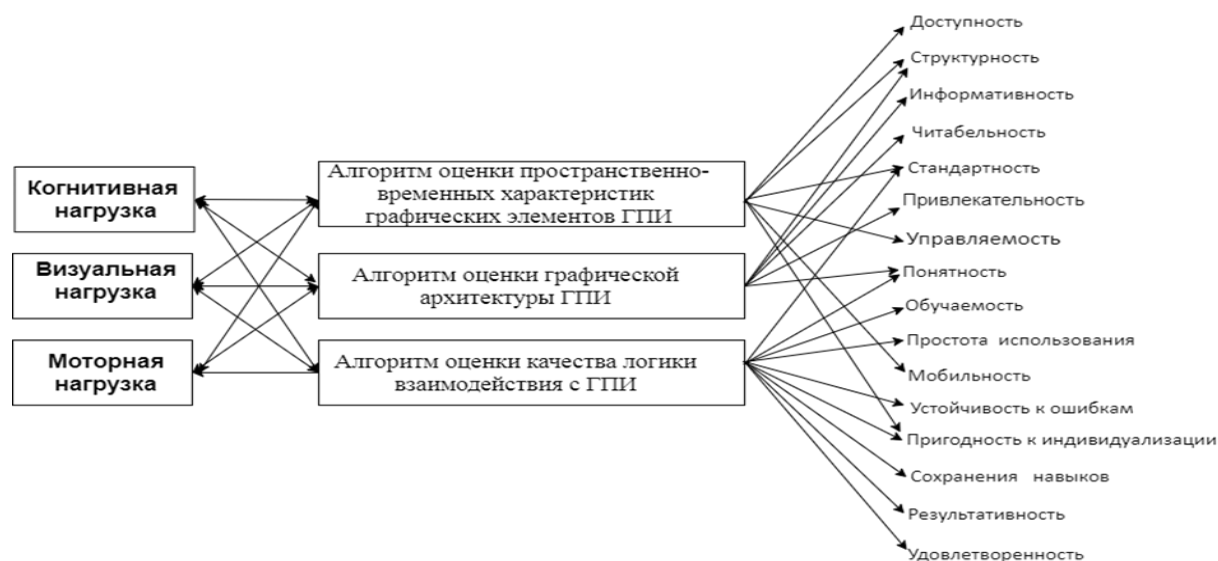 Когнитивная
нагрузка
Визуальная
нагрузка
Моторная
нагрузка
Алгоритм оценки пространственно-
временных характеристик
графических элементов ГПИ
Алгоритм оценки графической
архитектуры ГПИ
Алгоритм оценки качества логики
взаимодействия с ГПИ
Доступность
Структурность
Информативность
Читабельность
Стандартность
Привлекательность
Управляемость
Понятность
Обучаемость
Простота использования
Мобильность
Устойчивость к ошибкам
Пригодность к индивидуализации
Сохранения навыков
Результативность
Удовлетворенность